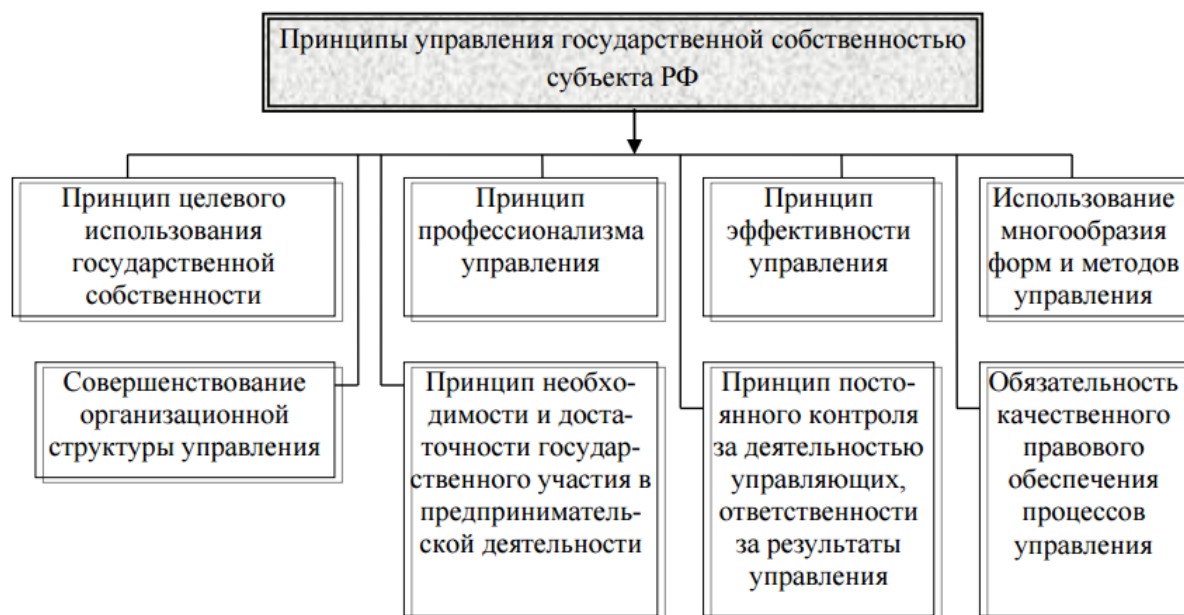 Принципы управления государственной собственностью
субъекта РФ
Принцип целевого
использования
государственной
собственности
Принцип
профессионализма
управления
Принцип
эффективности
управления
Использование
многообразия
форм и методов
управления
Совершенствование
организационной
структуры управления
Принцип необхо-
димости и доста-
точности государ-
ственного участия в
предприниматель-
ской деятельности
Принцип посто-
янного контроля
за деятельностью
управляющих,
ответственности
за результаты
управления
Обязательность
качественного
правового
обеспечения
процессов
управления